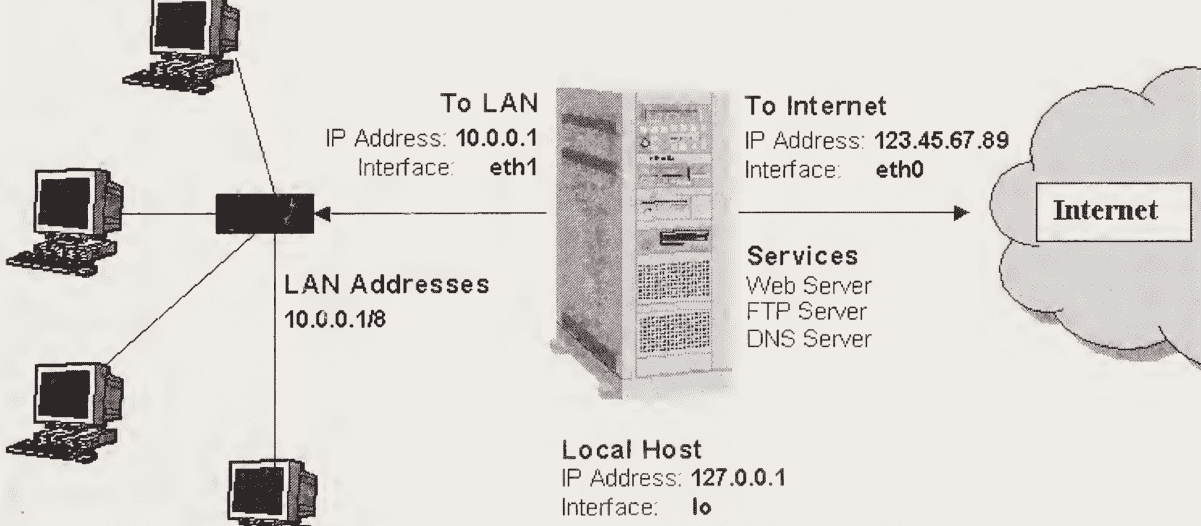 To LAN
IP Address: 10.0.0.1
Interface: eth1
To Internet
IP Address: 123.45.67.89
Interface: eth0
Internet
LAN Addresses
10.0.0.1/8
Services
Web Server
FTP Server
DNS Server
Local Host
IP Address: 127.0.0.1
Interface: lo